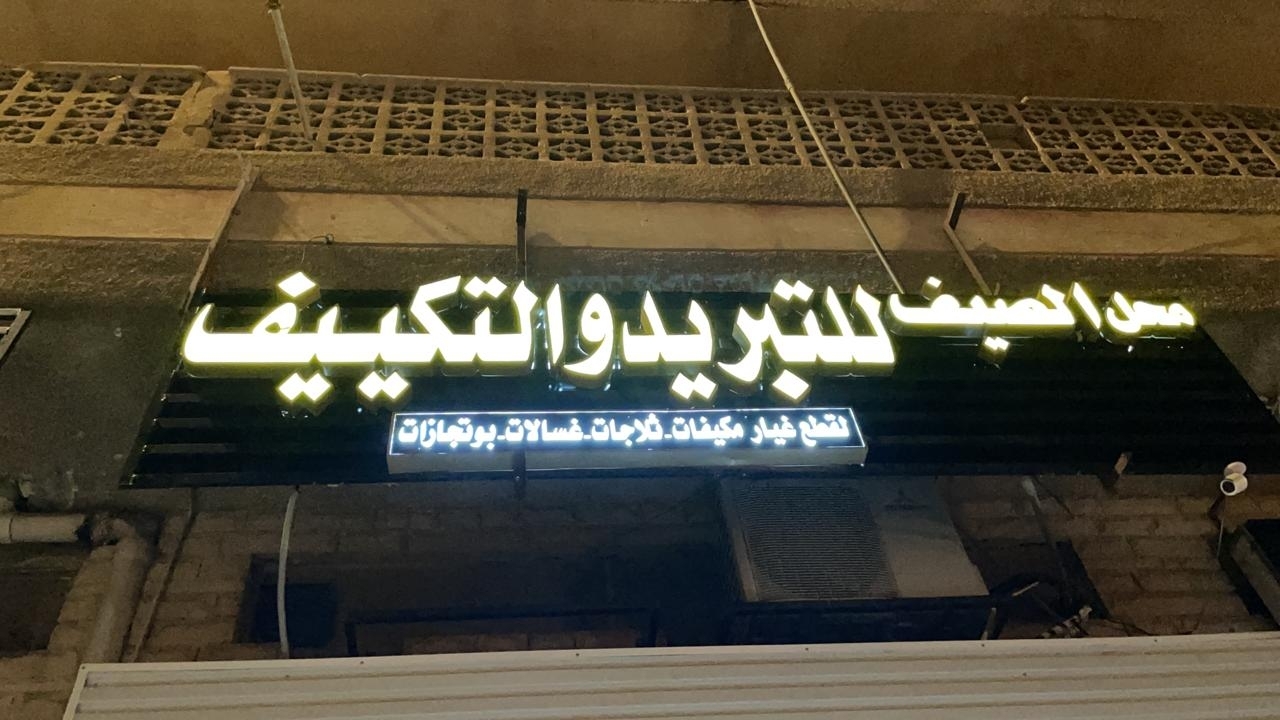 محل الصيف للتبريد والتكييف
لقطع غيار مكيفات - ثلاجات - غسالات - بوتجازات